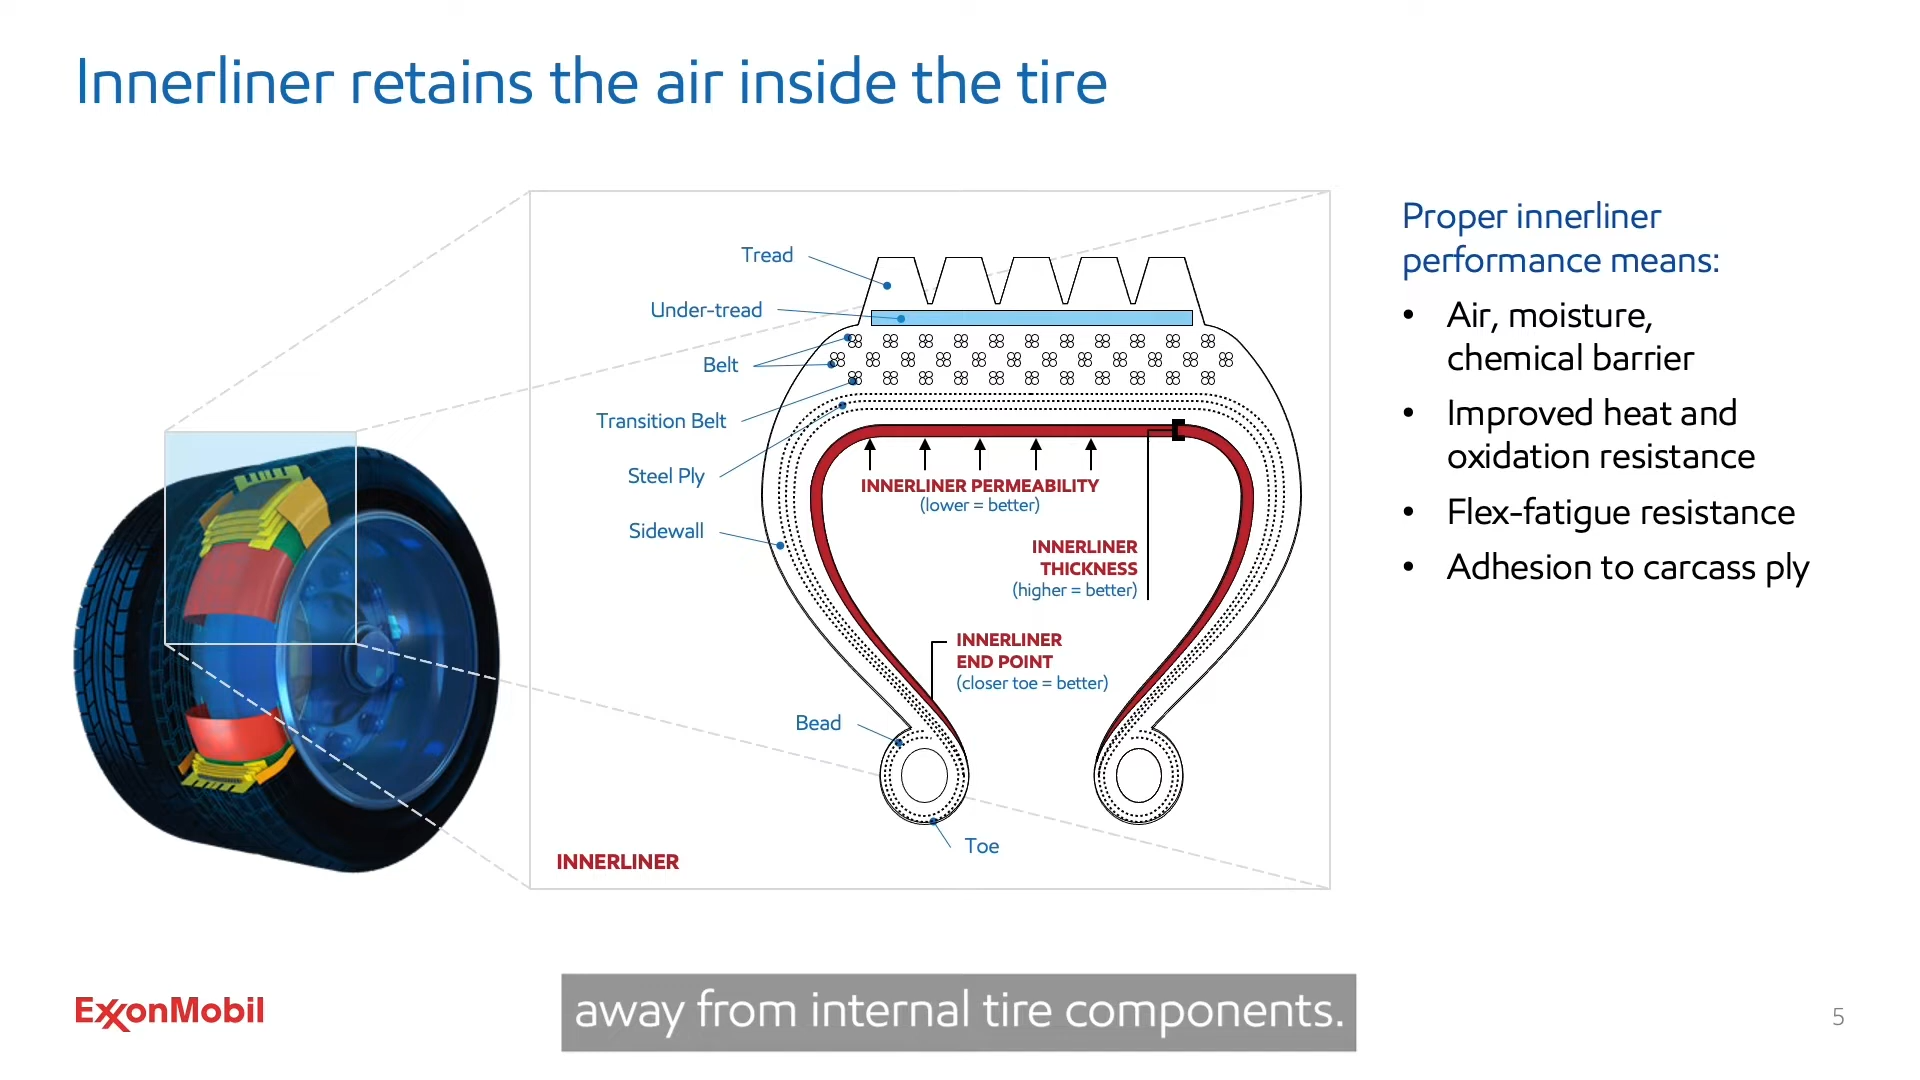 Innerliner retains the air inside the tire
Tread
Under-tread
Belt
Transition Belt
Steel Ply
Sidewall
INNERLINER PERMEABILITY
(lower = better)
INNERLINER
THICKNESS
(higher = better)
INNERLINER
END POINT
(closer toe = better)
Bead
Toe
INNERLINER
Proper innerliner
performance means:
• Air, moisture,
chemical barrier
• Improved heat and
oxidation resistance
• Flex-fatigue resistance
• Adhesion to carcass ply
ExxonMobil
away from internal tire components.
5